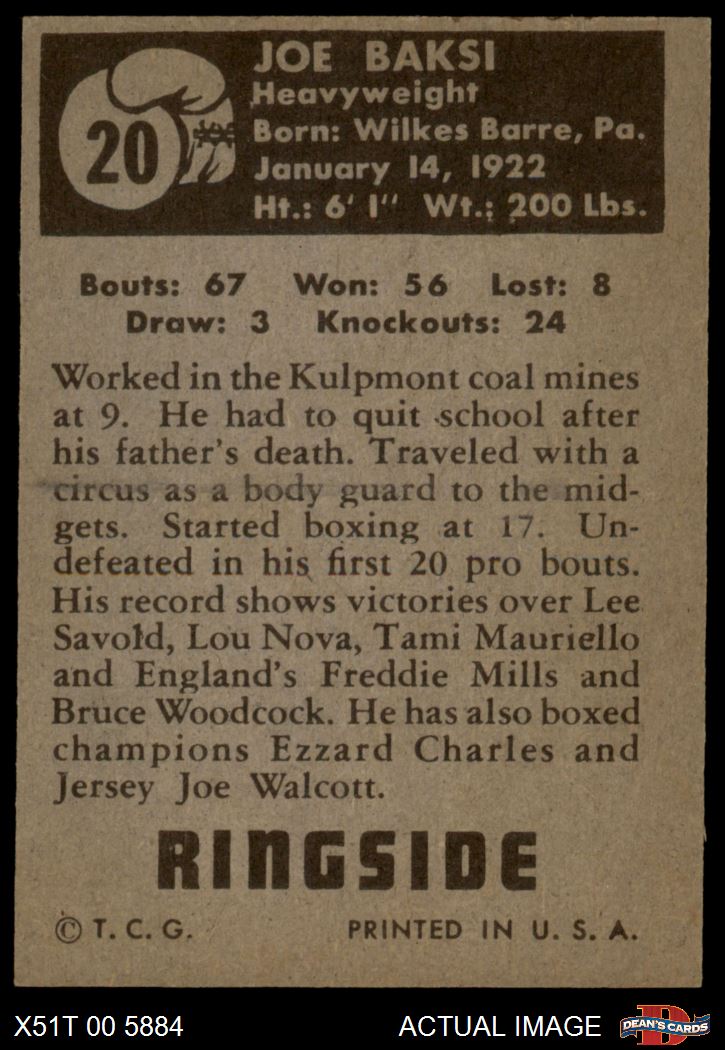 20
JOE BAKSI
Heavyweight
Born: Wilkes Barre, Pa.
January 14, 1922
Ht.: 6' 1" Wt.: 200 Lbs.
Bouts: 67 Won: 56 Lost: 8
Draw: 3 Knockouts: 24
Worked in the Kulpmont coal mines
at 9. He had to quit school after
his father's death. Traveled with a
circus as a body guard to the mid-
gets. Started boxing at 17. Un-
defeated in his first 20 pro bouts.
His record shows victories over Lee
Savold, Lou Nova, Tami Mauriello
and England's Freddie Mills and
Bruce Woodcock. He has also boxed
champions Ezzard Charles and
Jersey Joe Walcott.
RINGSIDE
© T. C. G. PRINTED IN U. S. A.
X51T 00 5884 ACTUAL IMAGE D DEAN'S CARDS